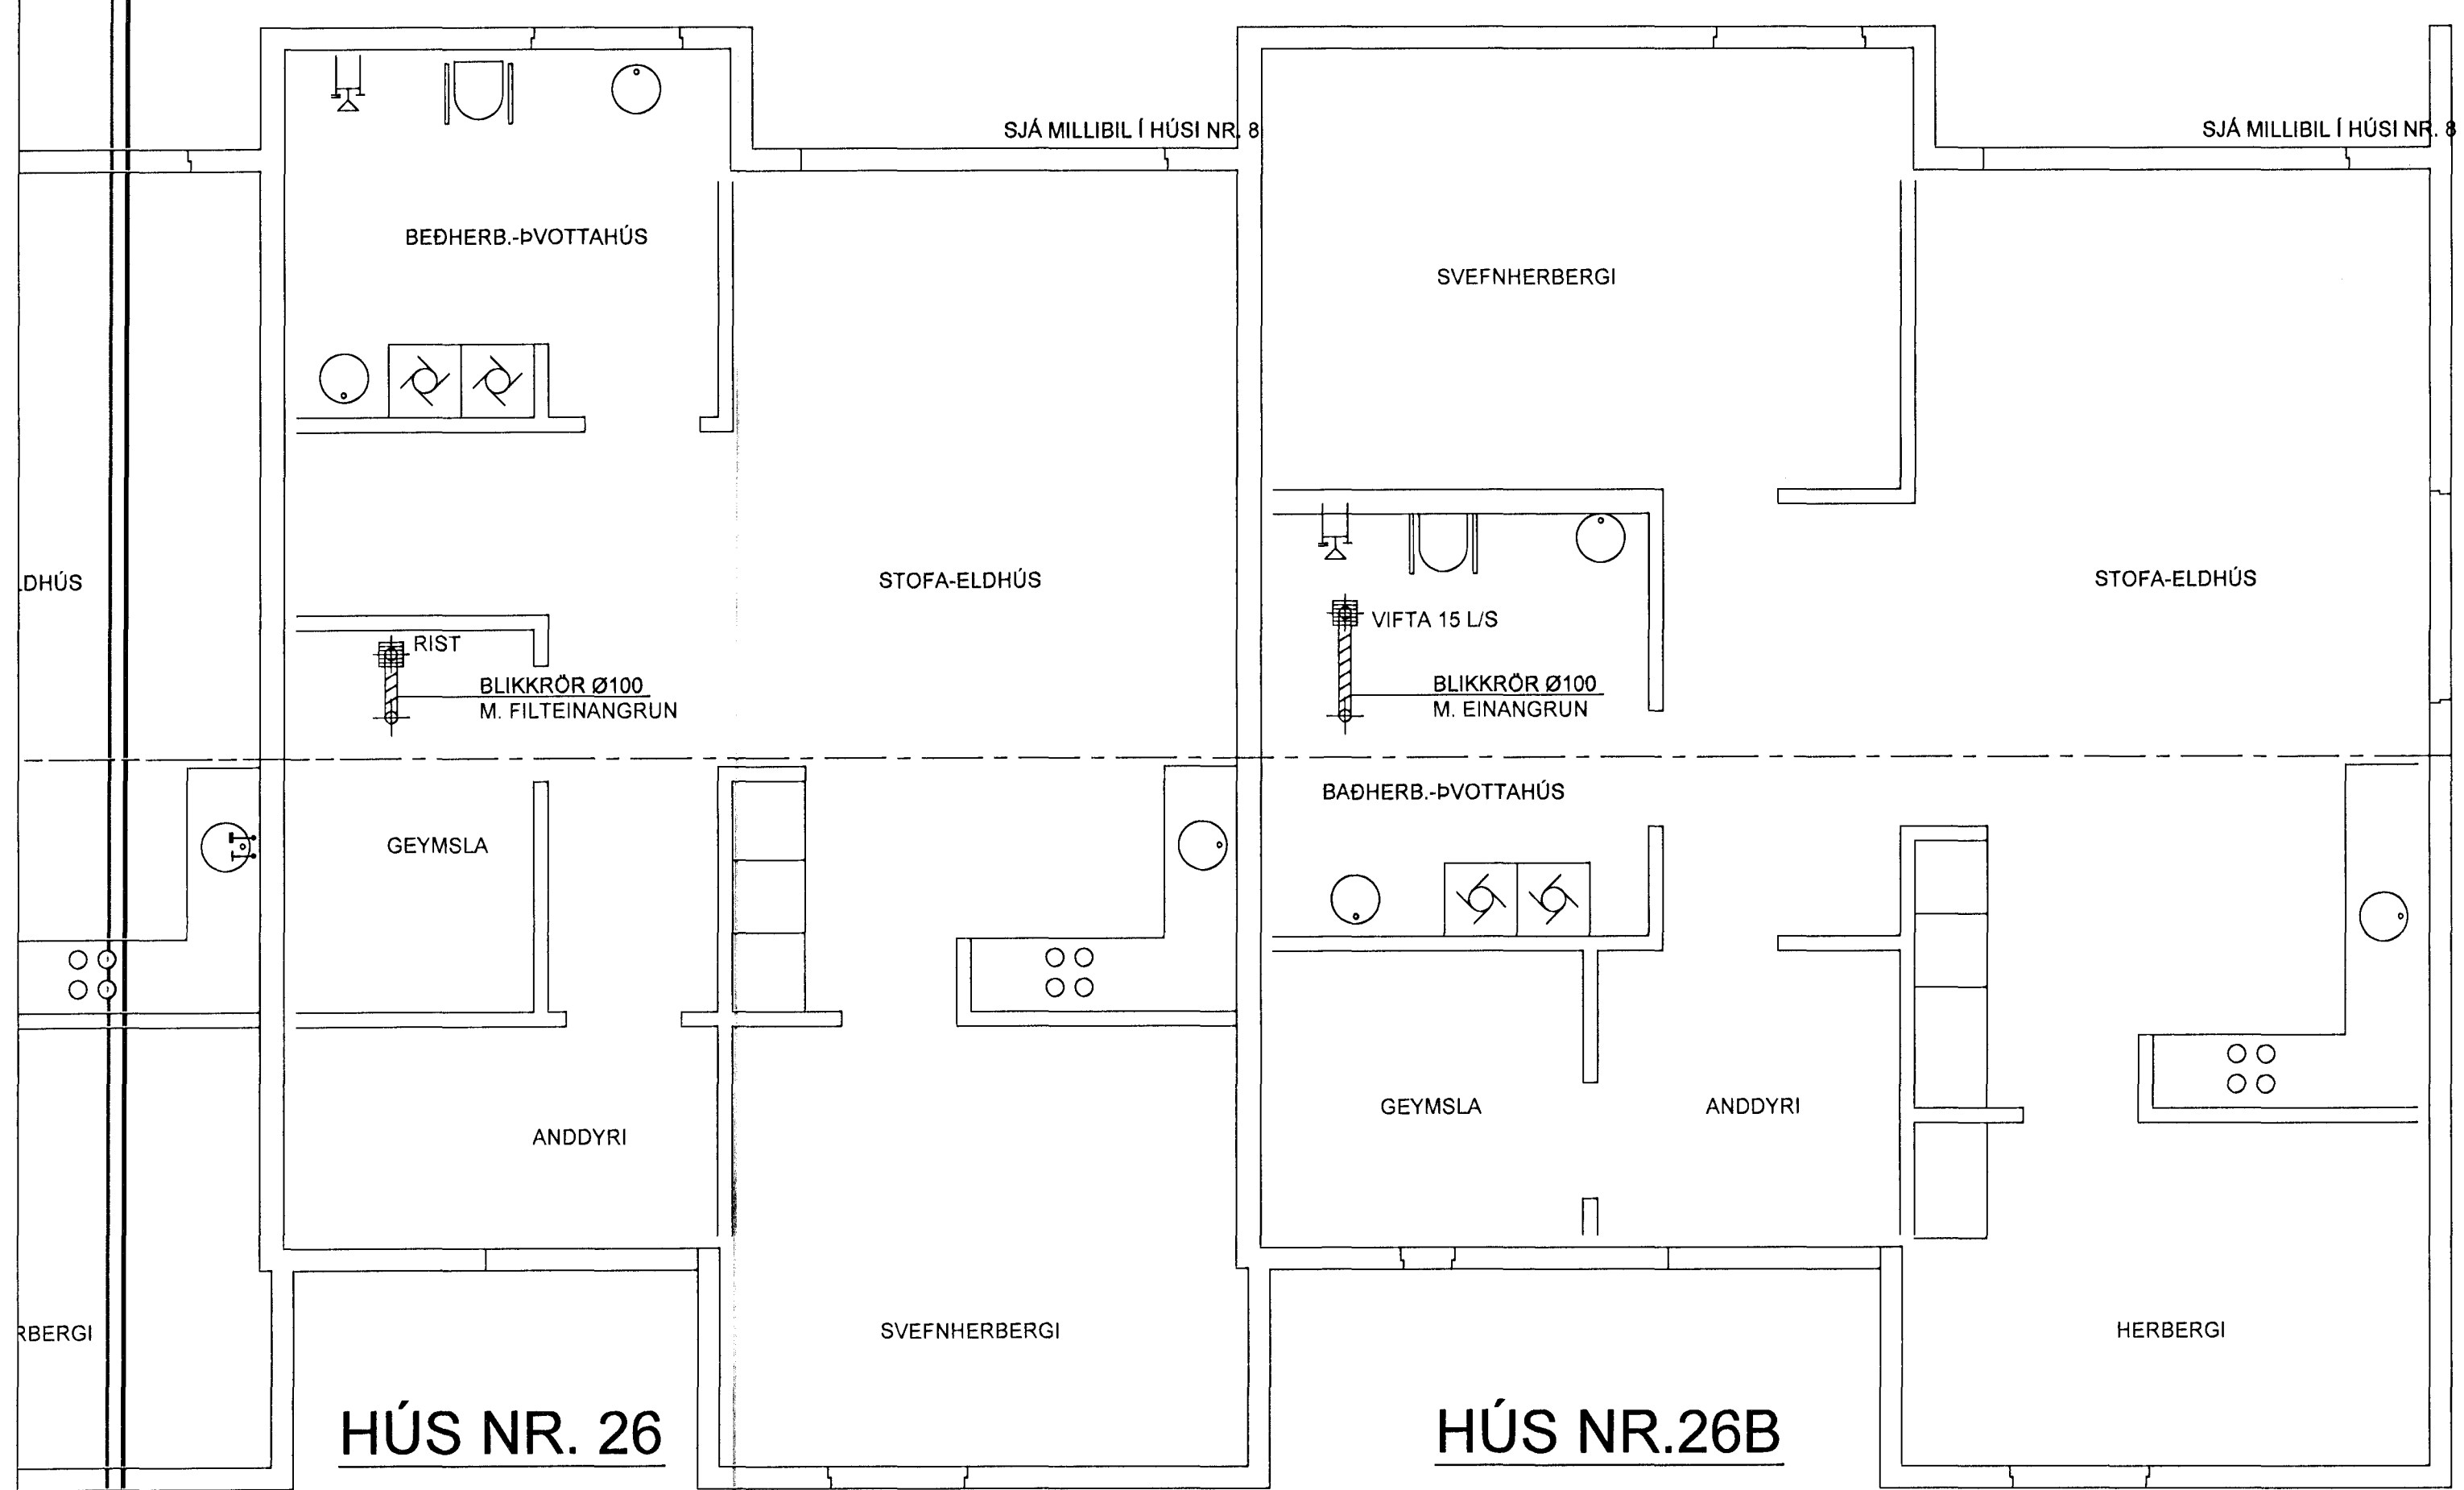 SJÁ MILLIBIL Í HÚSI NR. 8
SJÁ MILLIBIL Í HÚSI NR. 8
BEÐHERB.-ÞVOTTAHÚS
SVEFNHERBERGI
LDHÚS
STOFA-ELDHÚS
STOFA-ELDHÚS
RIST
VIFTA 15 L/S
BLIKKRÖR Ø100
M. FILTEINANGRUN
BLIKKRÖR Ø100
M. EINANGRUN
BAÐHERB.-ÞVOTTAHÚS
GEYMSLA
GEYMSLA
ANDDYRI
ANDDYRI
RBERGI
SVEFNHERBERGI
HERBERGI
HÚS NR. 26
HÚS NR.26B